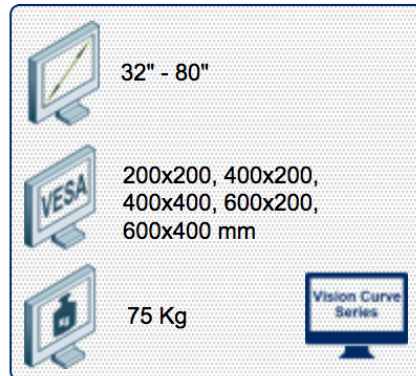 32" - 80"
VESA
200x200, 400x200,
400x400, 600x200,
600x400 mm
75 Kg
Vision Curve
Series